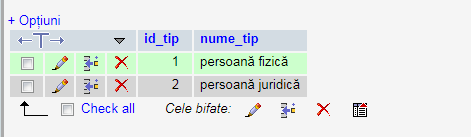 + Opțiuni
id_tip nume_tip
1 persoană fizică
2 persoană juridică
Check all Cele bifate: